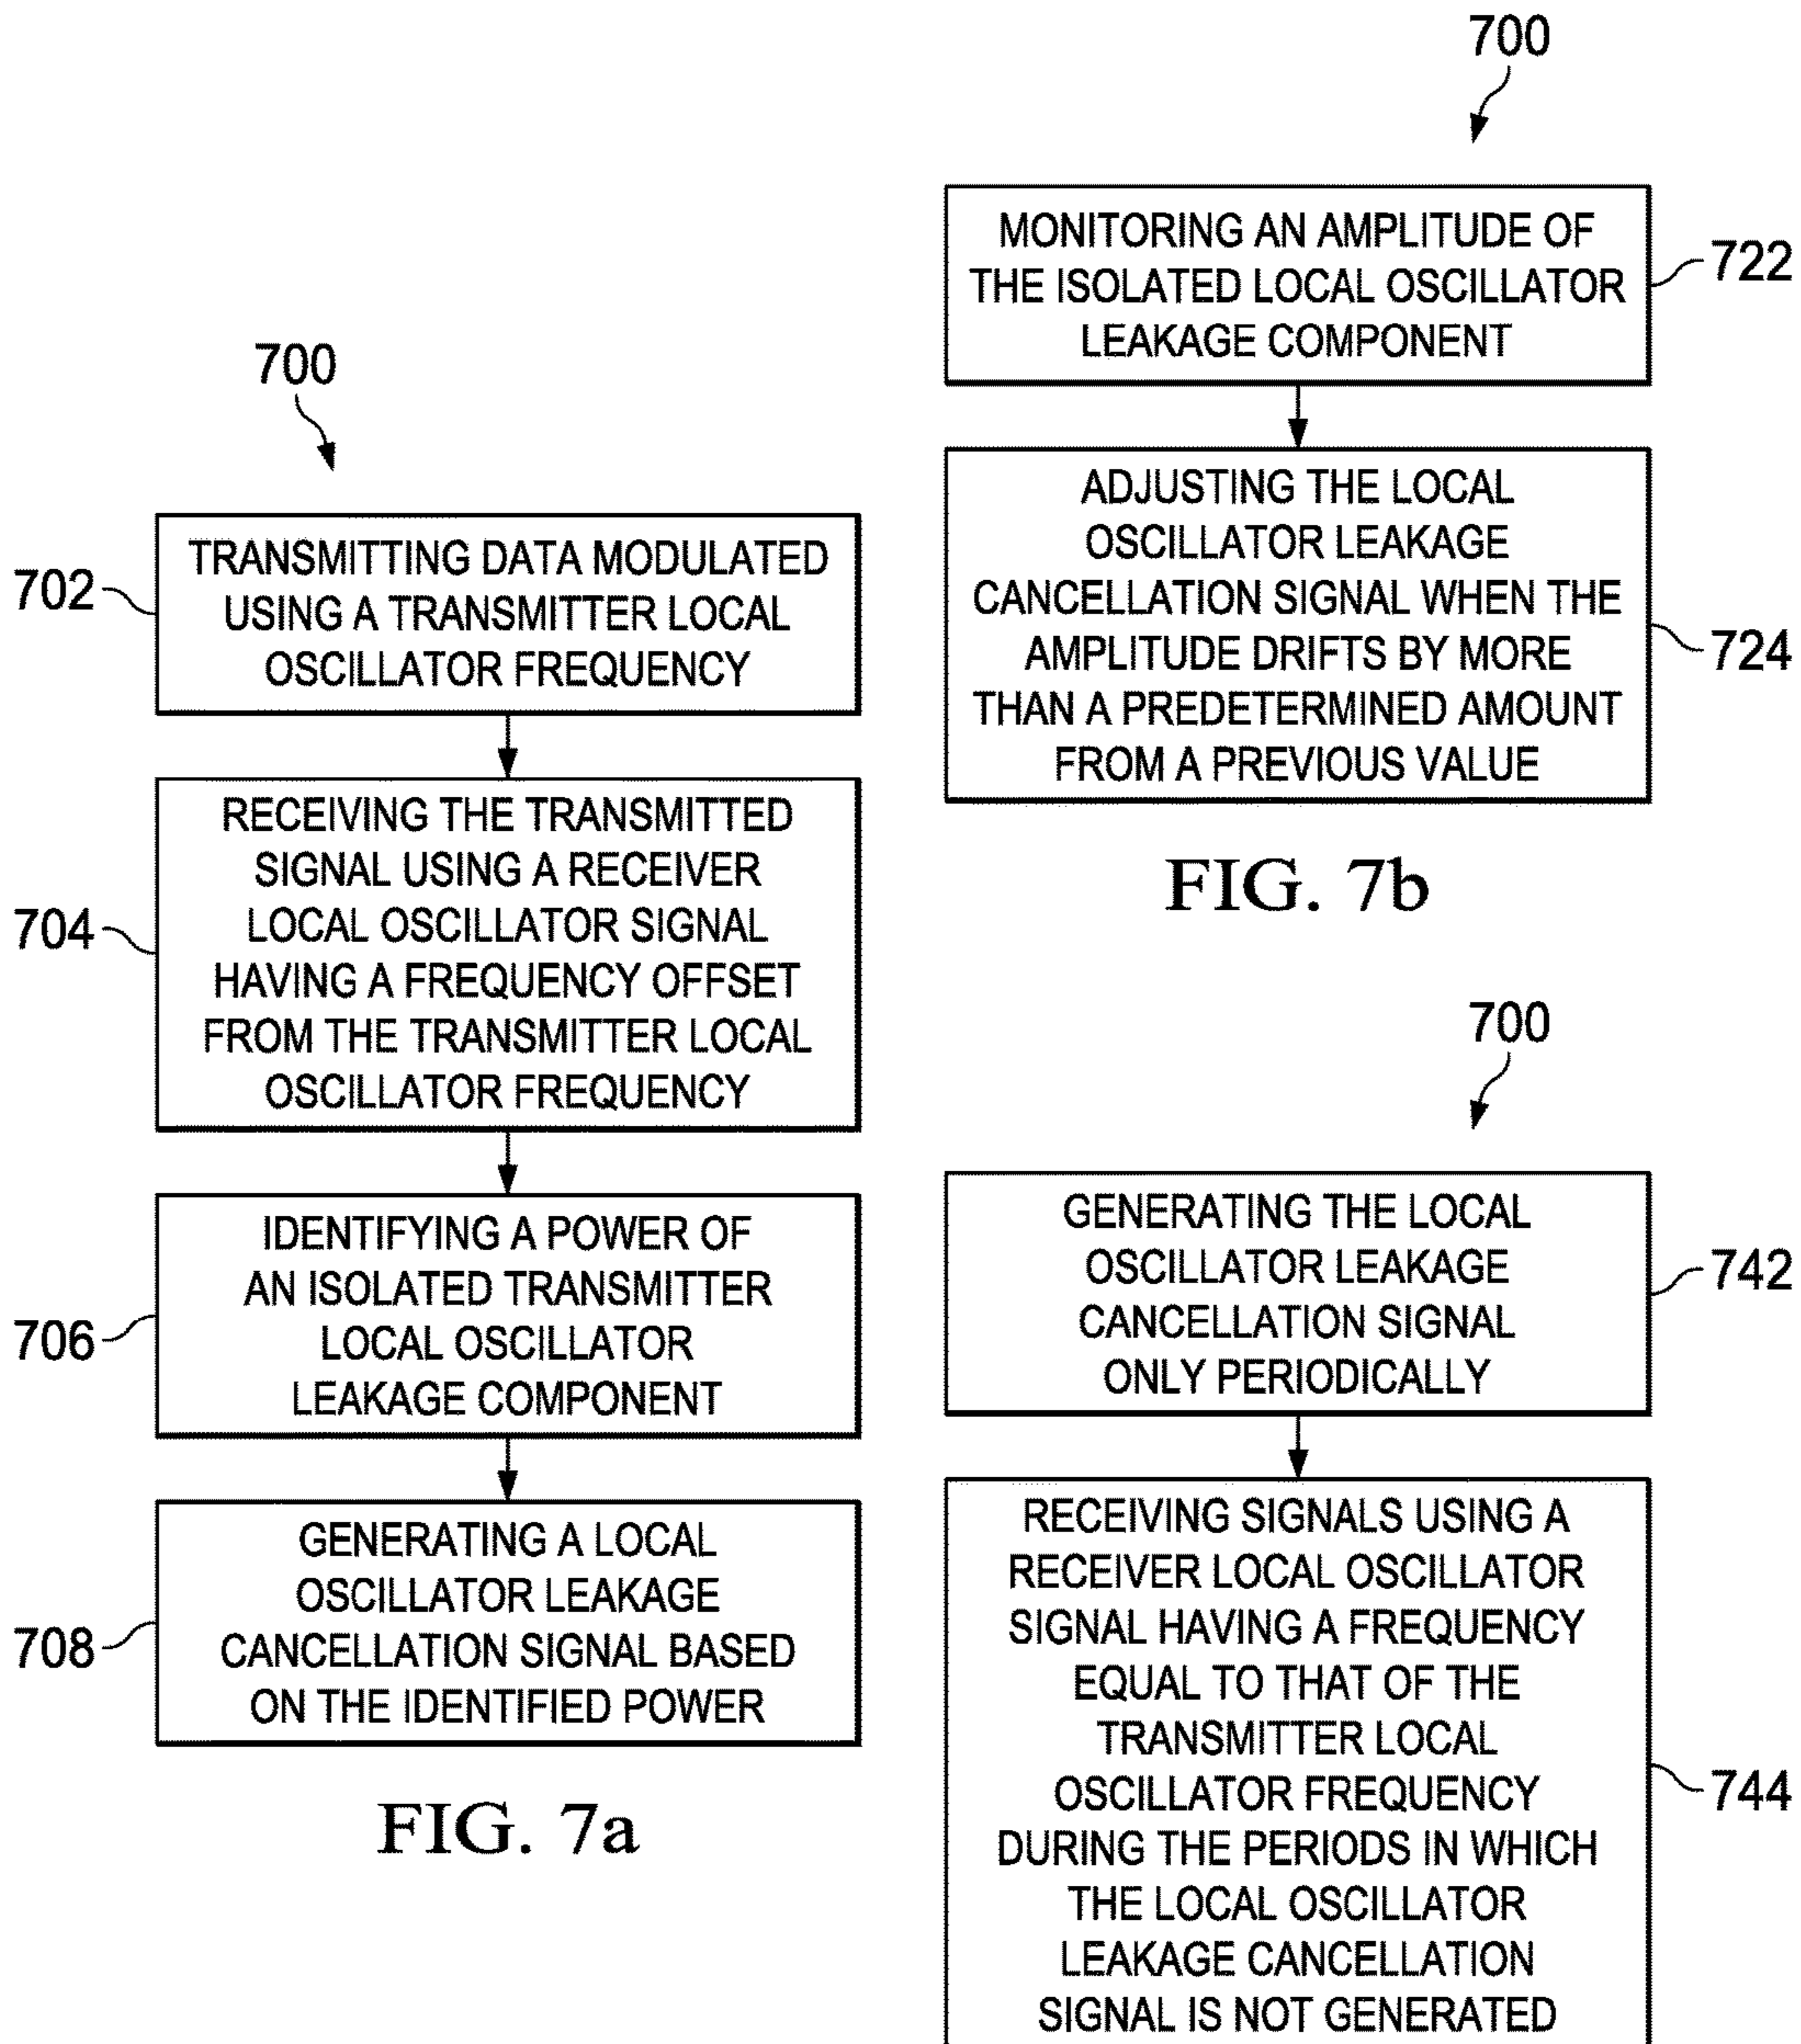 700
702
TRANSMITTING DATA MODULATED
USING A TRANSMITTER LOCAL
OSCILLATOR FREQUENCY
704
RECEIVING THE TRANSMITTED
SIGNAL USING A RECEIVER
LOCAL OSCILLATOR SIGNAL
HAVING A FREQUENCY OFFSET
FROM THE TRANSMITTER LOCAL
OSCILLATOR FREQUENCY
706
IDENTIFYING A POWER OF
AN ISOLATED TRANSMITTER
LOCAL OSCILLATOR
LEAKAGE COMPONENT
708
GENERATING A LOCAL
OSCILLATOR LEAKAGE
CANCELLATION SIGNAL BASED
ON THE IDENTIFIED POWER
FIG. 7a
700
MONITORING AN AMPLITUDE OF
THE ISOLATED LOCAL OSCILLATOR
LEAKAGE COMPONENT
722
ADJUSTING THE LOCAL
OSCILLATOR LEAKAGE
CANCELLATION SIGNAL WHEN THE
AMPLITUDE DRIFTS BY MORE
THAN A PREDETERMINED AMOUNT
FROM A PREVIOUS VALUE
724
FIG. 7b
700
GENERATING THE LOCAL
OSCILLATOR LEAKAGE
CANCELLATION SIGNAL
ONLY PERIODICALLY
742
RECEIVING SIGNALS USING A
RECEIVER LOCAL OSCILLATOR
SIGNAL HAVING A FREQUENCY
EQUAL TO THAT OF THE
TRANSMITTER LOCAL
OSCILLATOR FREQUENCY
DURING THE PERIODS IN WHICH
THE LOCAL OSCILLATOR
LEAKAGE CANCELLATION
SIGNAL IS NOT GENERATED
744